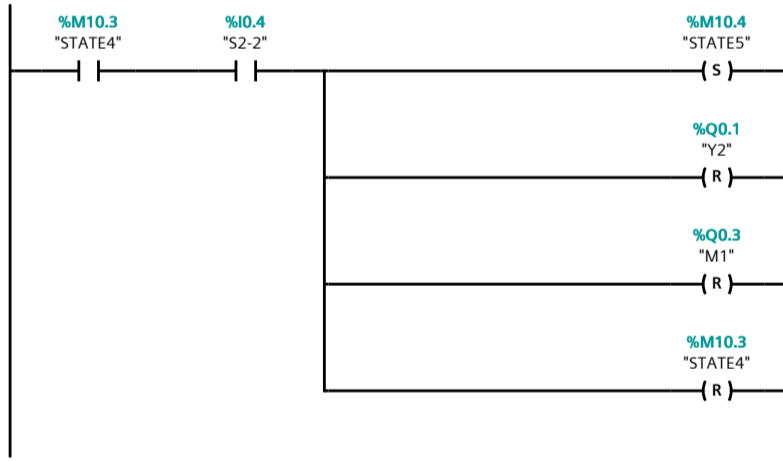 %M10.3
"STATE4"
%I0.4
"S2-2"
%M10.4
"STATE5"
S
%Q0.1
"Y2"
R
%Q0.3
"M1"
R
%M10.3
"STATE4"
R